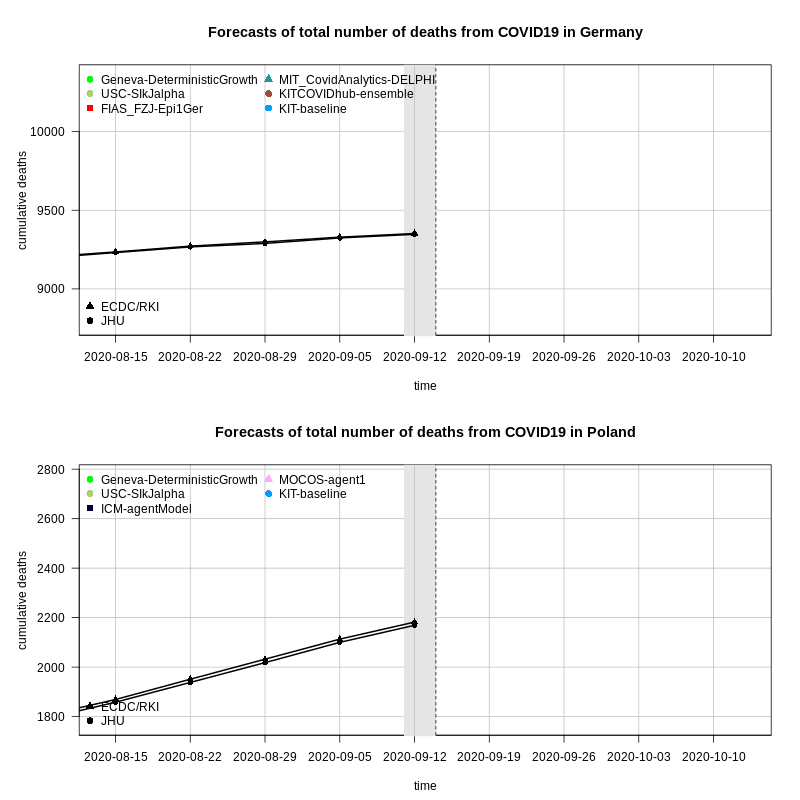 Forecasts of total number of deaths from COVID19 in Germany
Geneva-DeterministicGrowth MIT_CovidAnalytics-DELPHI
USC-SIkJalpha KITCOVIDhub-ensemble
FIAS_FZJ-Epi1Ger KIT-baseline
10000
9500
9000
cumulative deaths
ECDC/RKI
JHU
2020-08-15 2020-08-22 2020-08-29 2020-09-05 2020-09-12 2020-09-19 2020-09-26 2020-10-03 2020-10-10
time
Forecasts of total number of deaths from COVID19 in Poland
Geneva-DeterministicGrowth MOCOS-agent1
USC-SIkJalpha KIT-baseline
ICM-agentModel
2800
2600
2400
2200
2000
1800
cumulative deaths
ECDC/RKI
JHU
2020-08-15 2020-08-22 2020-08-29 2020-09-05 2020-09-12 2020-09-19 2020-09-26 2020-10-03 2020-10-10
time